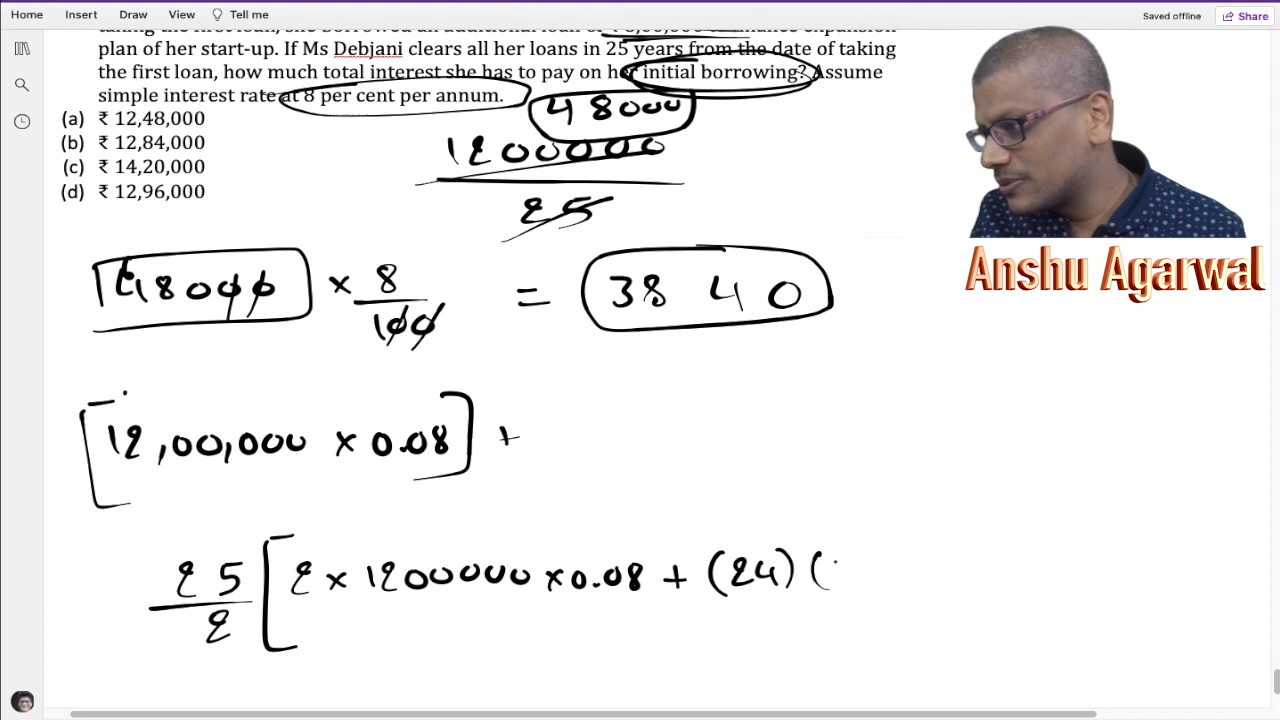 Home Insert Draw View Tell me Saved offline Share
taking the first loan, she borrowed an additional loan of
plan of her start-up. If Ms Debjani clears all her loans in 25 years from the date of taking
the first loan, how much total interest she has to pay on her initial borrowing? Assume
simple interest rate at 8 per cent per annum.
(a) ₹ 12,48,000
(b) ₹ 12,84,000
(c) ₹ 14,20,000
(d) ₹ 12,96,000
48000
1200000
25
48000 × 8
100
= 3840
Anshu Agarwal
[12,00,000 × 0.08] +
25
2
[2 × 1200000 × 0.08 + (24) (